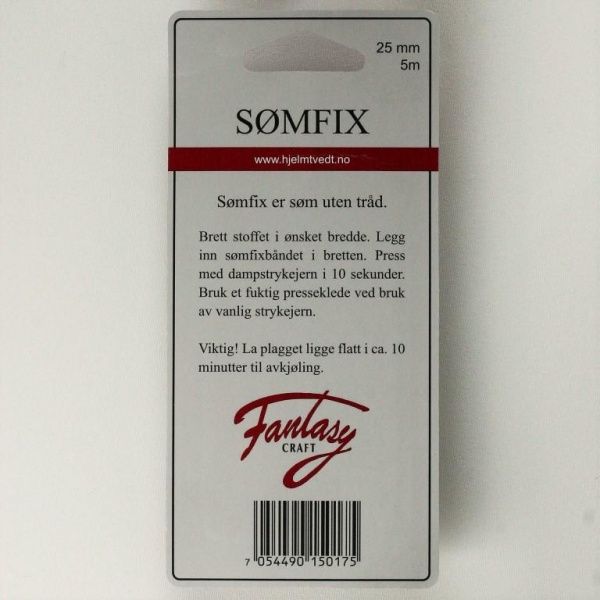 25 mm
5m
SØMFIX
www.hjelmtvedt.no
Sømfix er søm uten tråd.
Brett stoffet i ønsket bredde. Legg
inn sømfixbåndet i bretten. Press
med dampstrykejern i 10 sekunder.
Bruk et fuktig presseklede ved bruk
av vanlig strykejern.
Viktig! La plagget ligge flatt i ca. 10
minutter til avkjøling.
Fantasy
CRAFT
7 054490 150175